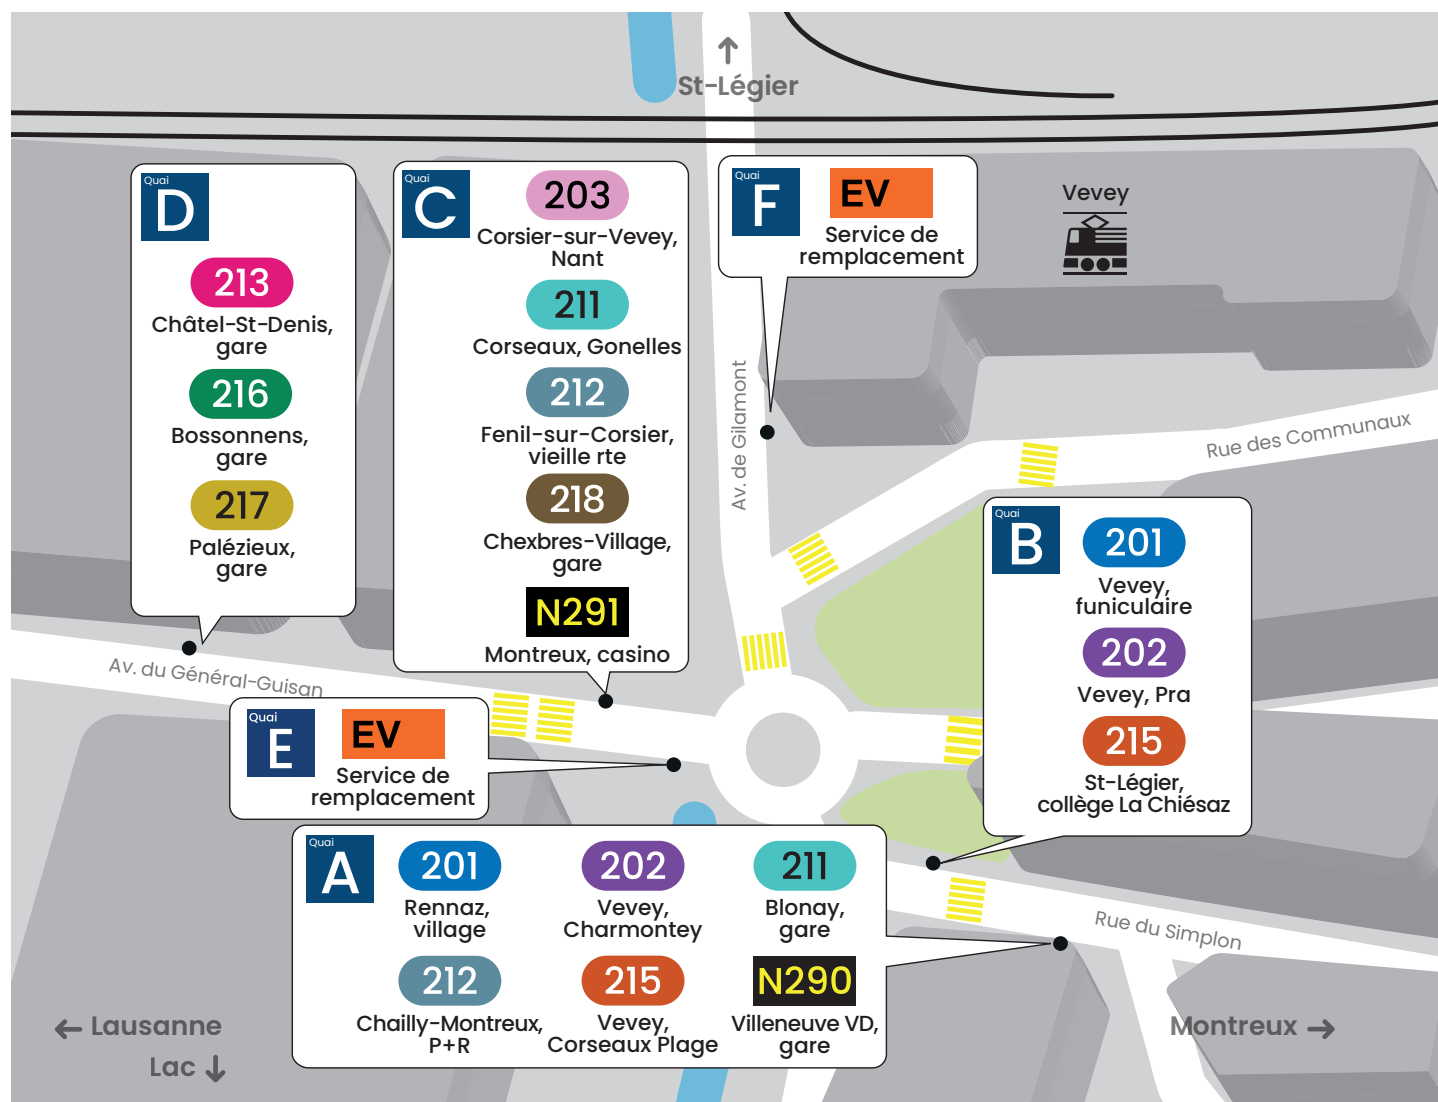 St-Légier
Quai
D
213
Châtel-St-Denis,
gare
216
Bossonnens,
gare
217
Palézieux,
gare
Quai
C
203
Corsier-sur-Vevey,
Nant
211
Corseaux, Gonelles
212
Fenil-sur-Corsier,
vieille rte
218
Chexbres-Village,
gare
N291
Montreux, casino
Quai
F
EV
Service de
remplacement
Vevey
Av. de Gilamont
Rue des Communaux
Quai
B
201
Vevey,
funiculaire
202
Vevey, Pra
215
St-Légier,
collège La Chiésaz
Av. du Général-Guisan
Quai
E
EV
Service de
remplacement
Quai
A
201
Rennaz,
village
202
Vevey,
Charmontey
211
Blonay,
gare
212
Chailly-Montreux,
P+R
215
Vevey,
Corseaux Plage
N290
Villeneuve VD,
gare
Rue du Simplon
Lausanne
Lac
Montreux